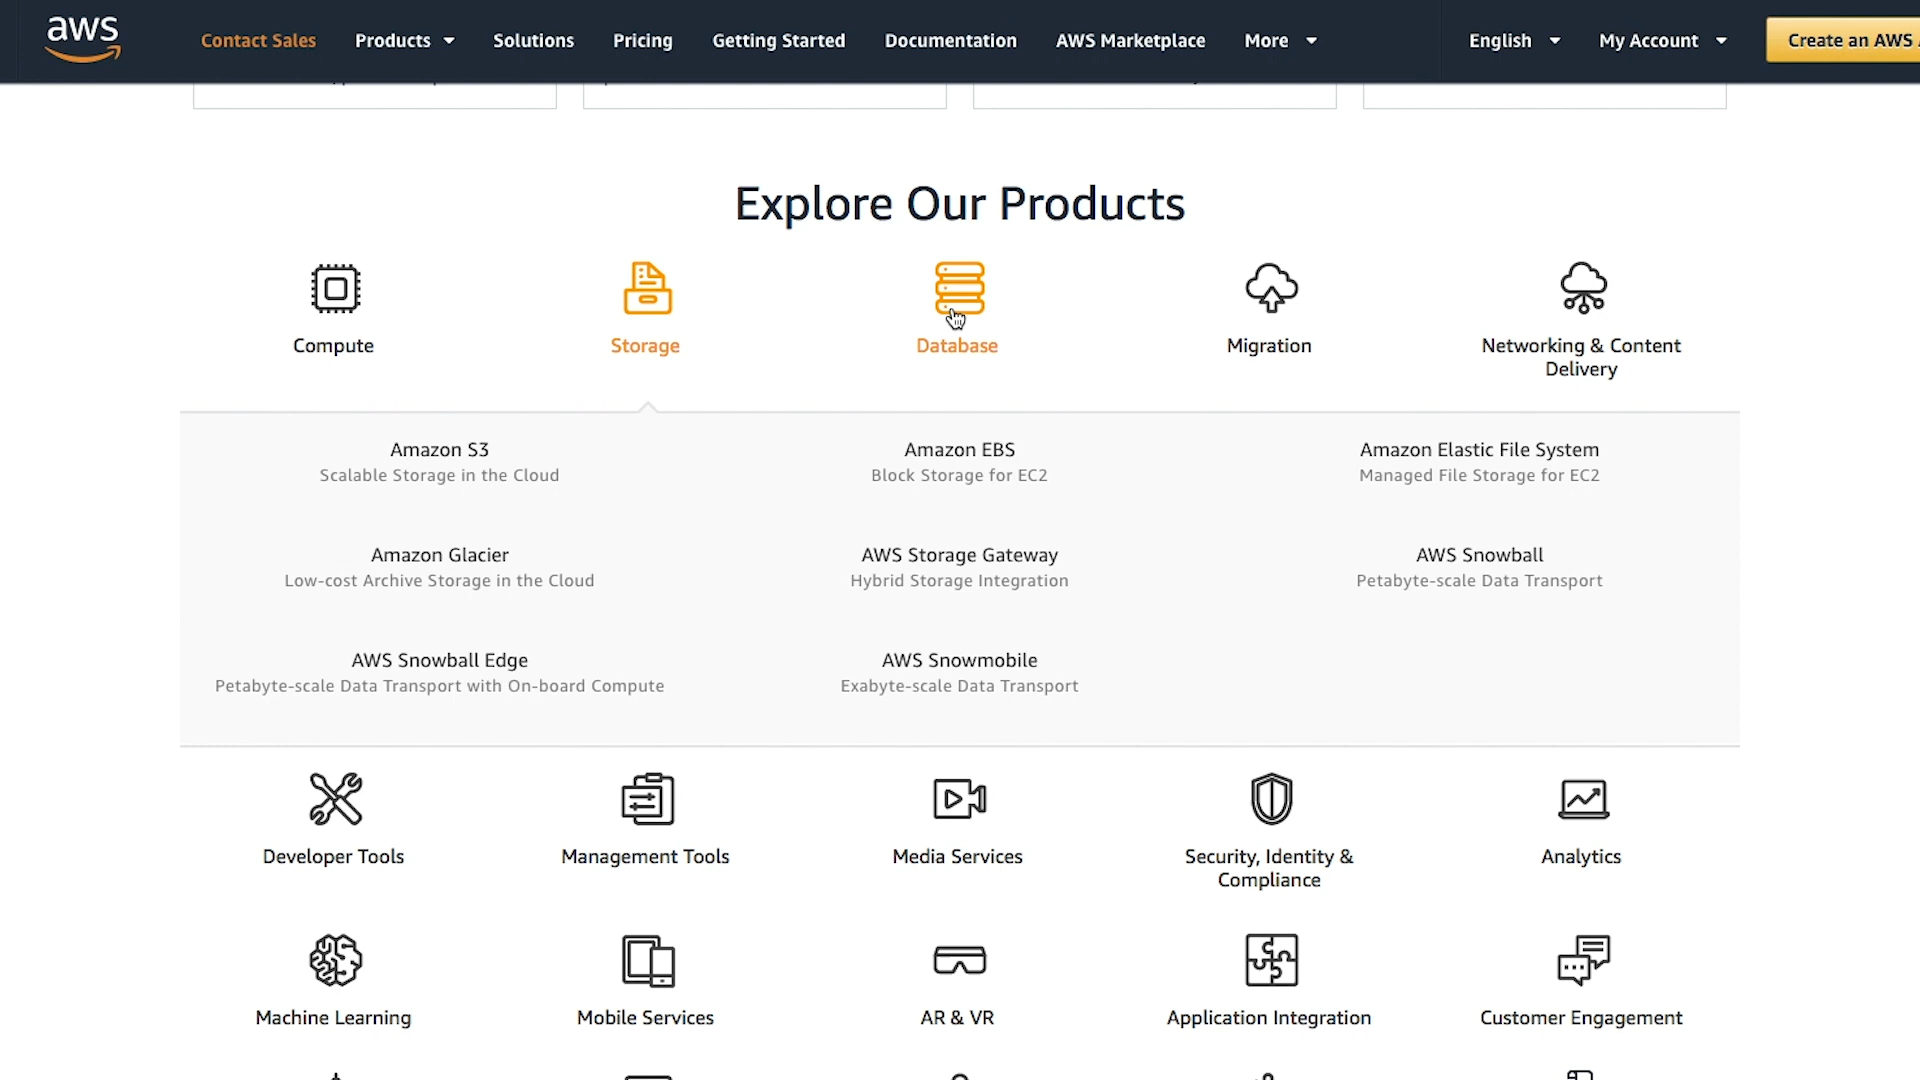 aws
Contact Sales
Products
Solutions
Pricing
Getting Started
Documentation
AWS Marketplace
More
English
My Account
Create an AWS
Explore Our Products
Compute
Storage
Database
Migration
Networking & Content
Delivery
Amazon S3
Scalable Storage in the Cloud
Amazon EBS
Block Storage for EC2
Amazon Elastic File System
Managed File Storage for EC2
Amazon Glacier
Low-cost Archive Storage in the Cloud
AWS Storage Gateway
Hybrid Storage Integration
AWS Snowball
Petabyte-scale Data Transport
AWS Snowball Edge
Petabyte-scale Data Transport with On-board Compute
AWS Snowmobile
Exabyte-scale Data Transport
Developer Tools
Management Tools
Media Services
Security, Identity &
Compliance
Analytics
Machine Learning
Mobile Services
AR & VR
Application Integration
Customer Engagement